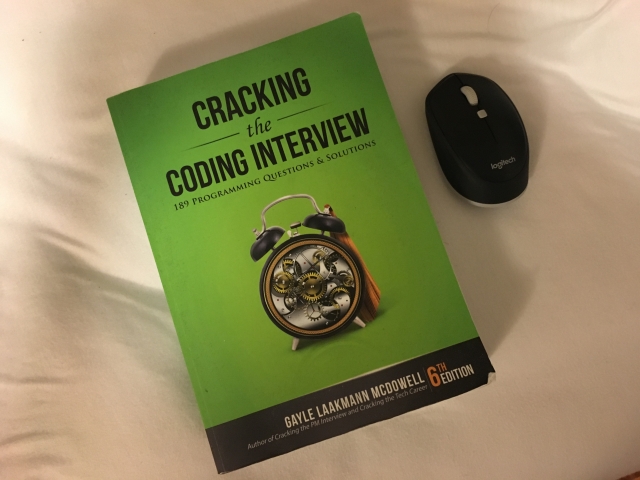 CRACKING
the
CODING INTERVIEW
189 PROGRAMMING QUESTIONS & SOLUTIONS
GAYLE LAAKMANN MCDOWELL
Author of Cracking the PM Interview and Cracking the Tech Career
6TH EDITION
logitech